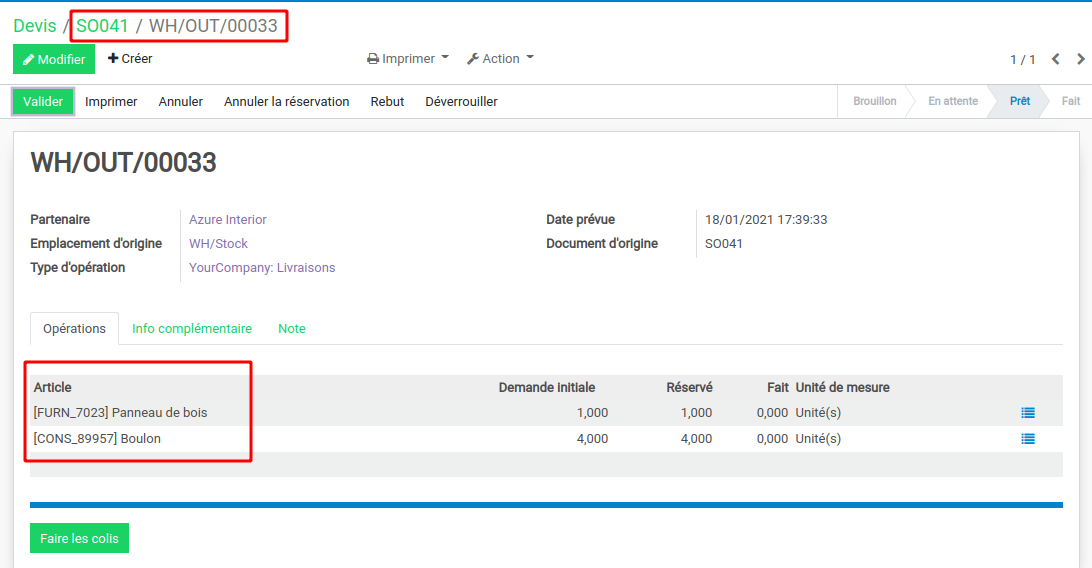 Devis / SO041 / WH/OUT/00033
Modifier Créer Imprimer Action 1 / 1
Valider Imprimer Annuler Annuler la réservation Rebut Déverrouiller Brouillon En attente Prêt Fait
WH/OUT/00033
Partenaire Azure Interior Date prévue 18/01/2021 17:39:33
Emplacement d'origine WH/Stock Document d'origine SO041
Type d'opération YourCompany: Livraisons
Opérations Info complémentaire Note
Article Demande initiale Réservé Fait Unité de mesure
[FURN_7023] Panneau de bois 1,000 1,000 0,000 Unité(s)
[CONS_89957] Boulon 4,000 4,000 0,000 Unité(s)
Faire les colis